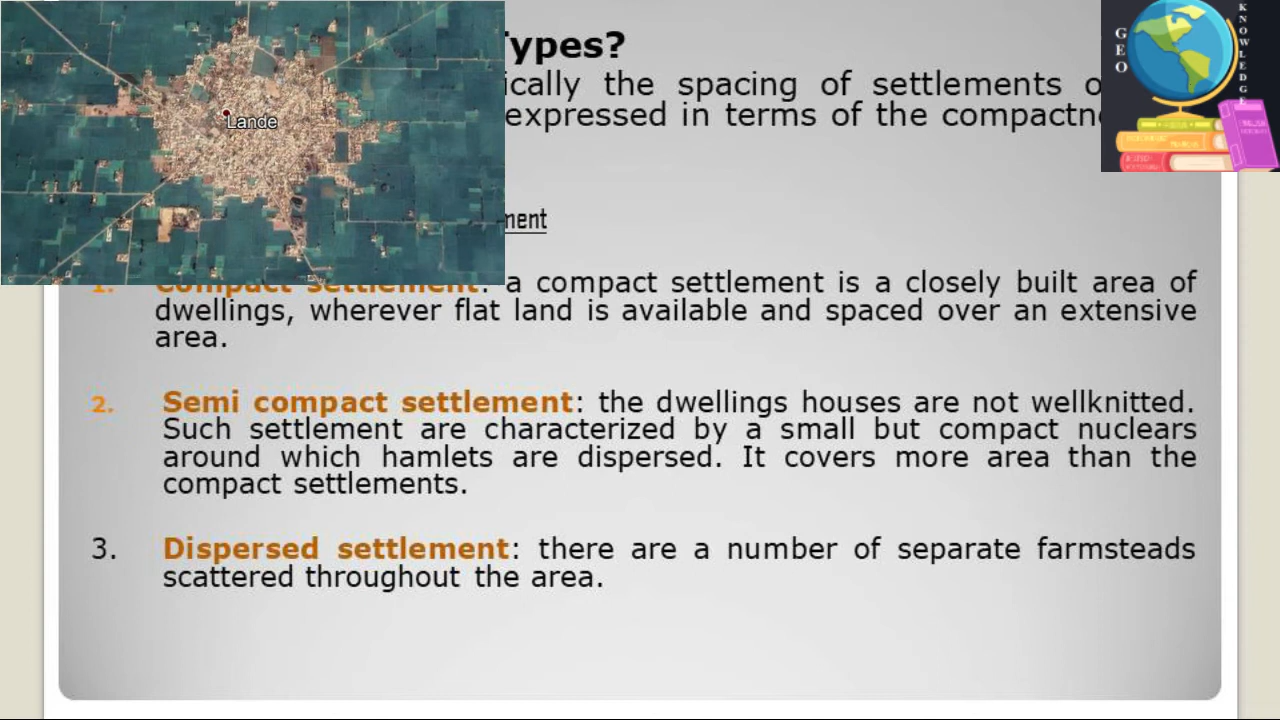 Types?
ically the spacing of settlements o
expressed in terms of the compactn
ment
1. Compact settlement: a compact settlement is a closely built area of
dwellings, wherever flat land is available and spaced over an extensive
area.
2. Semi compact settlement: the dwellings houses are not wellknitted.
Such settlement are characterized by a small but compact nuclears
around which hamlets are dispersed. It covers more area than the
compact settlements.
3. Dispersed settlement: there are a number of separate farmsteads
scattered throughout the area.
Lande
GEO
KNOWLEDGE